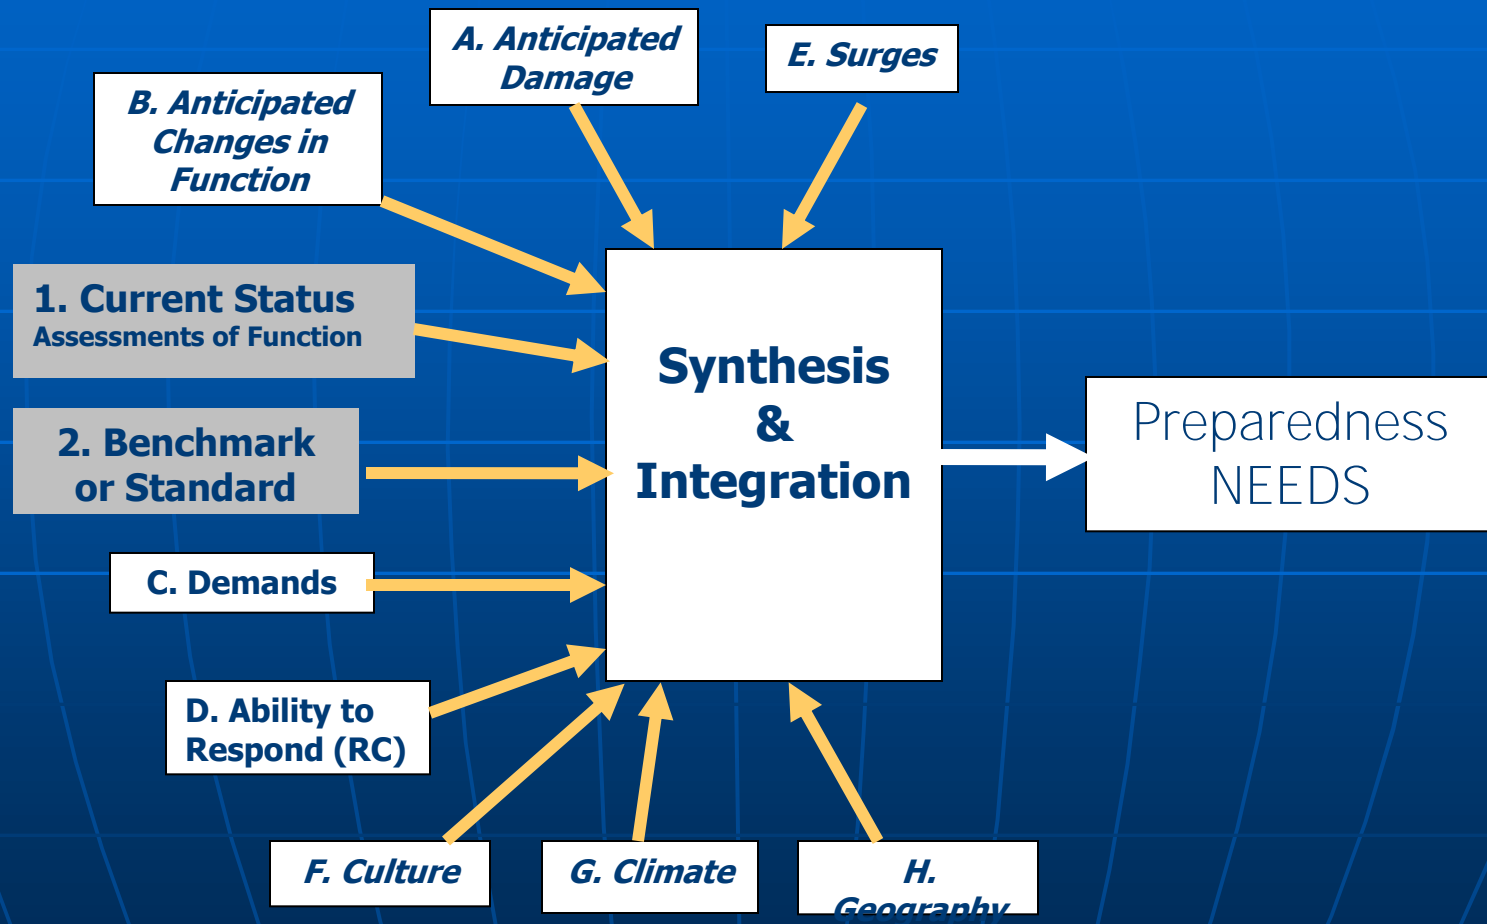 A. Anticipated
Damage
E. Surges
B. Anticipated
Changes in
Function
1. Current Status
Assessments of Function
2. Benchmark
or Standard
C. Demands
D. Ability to
Respond (RC)
Synthesis
&
Integration
Preparedness
NEEDS
F. Culture
G. Climate
H.
Geography